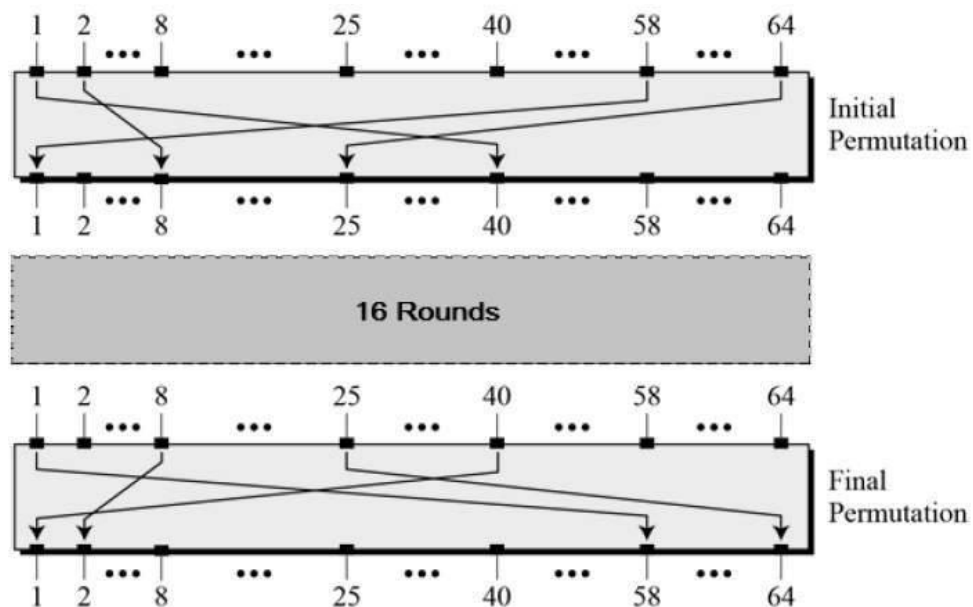 1 2 8 25 40 58 64
••• ••• ••• ••• •••
Initial
Permutation
••• ••• ••• ••• •••
1 2 8 25 40 58 64
16 Rounds
1 2 8 25 40 58 64
••• ••• ••• ••• •••
Final
Permutation
••• ••• ••• ••• •••
1 2 8 25 40 58 64